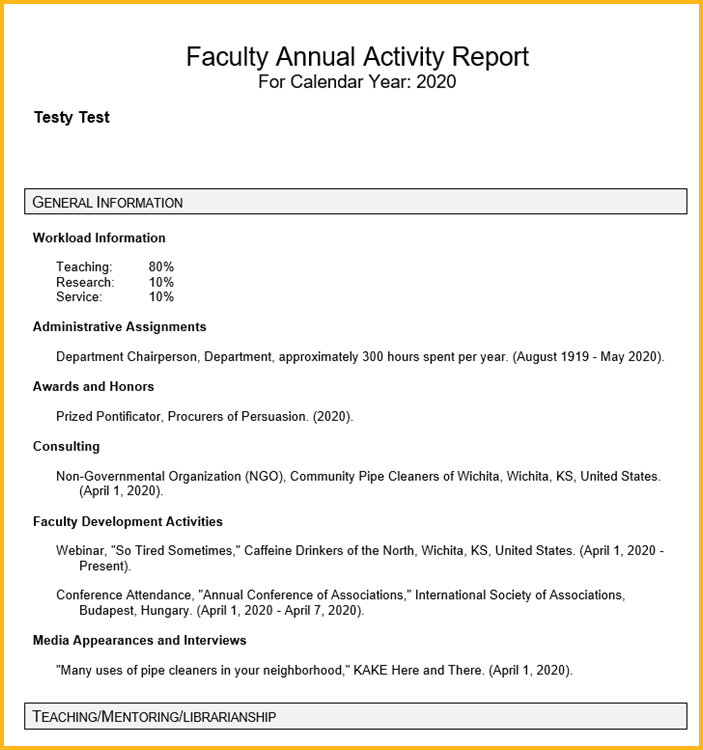 Faculty Annual Activity Report
For Calendar Year: 2020
Testy Test
GENERAL INFORMATION
Workload Information
Teaching: 80%
Research: 10%
Service: 10%
Administrative Assignments
Department Chairperson, Department, approximately 300 hours spent per year. (August 1919 - May 2020).
Awards and Honors
Prized Pontificator, Procurers of Persuasion. (2020).
Consulting
Non-Governmental Organization (NGO), Community Pipe Cleaners of Wichita, Wichita, KS, United States.
(April 1, 2020).
Faculty Development Activities
Webinar, "So Tired Sometimes," Caffeine Drinkers of the North, Wichita, KS, United States. (April 1, 2020 -
Present).
Conference Attendance, "Annual Conference of Associations," International Society of Associations,
Budapest, Hungary. (April 1, 2020 - April 7, 2020).
Media Appearances and Interviews
"Many uses of pipe cleaners in your neighborhood," KAKE Here and There. (April 1, 2020).
TEACHING/MENTORING/LIBRARIANSHIP